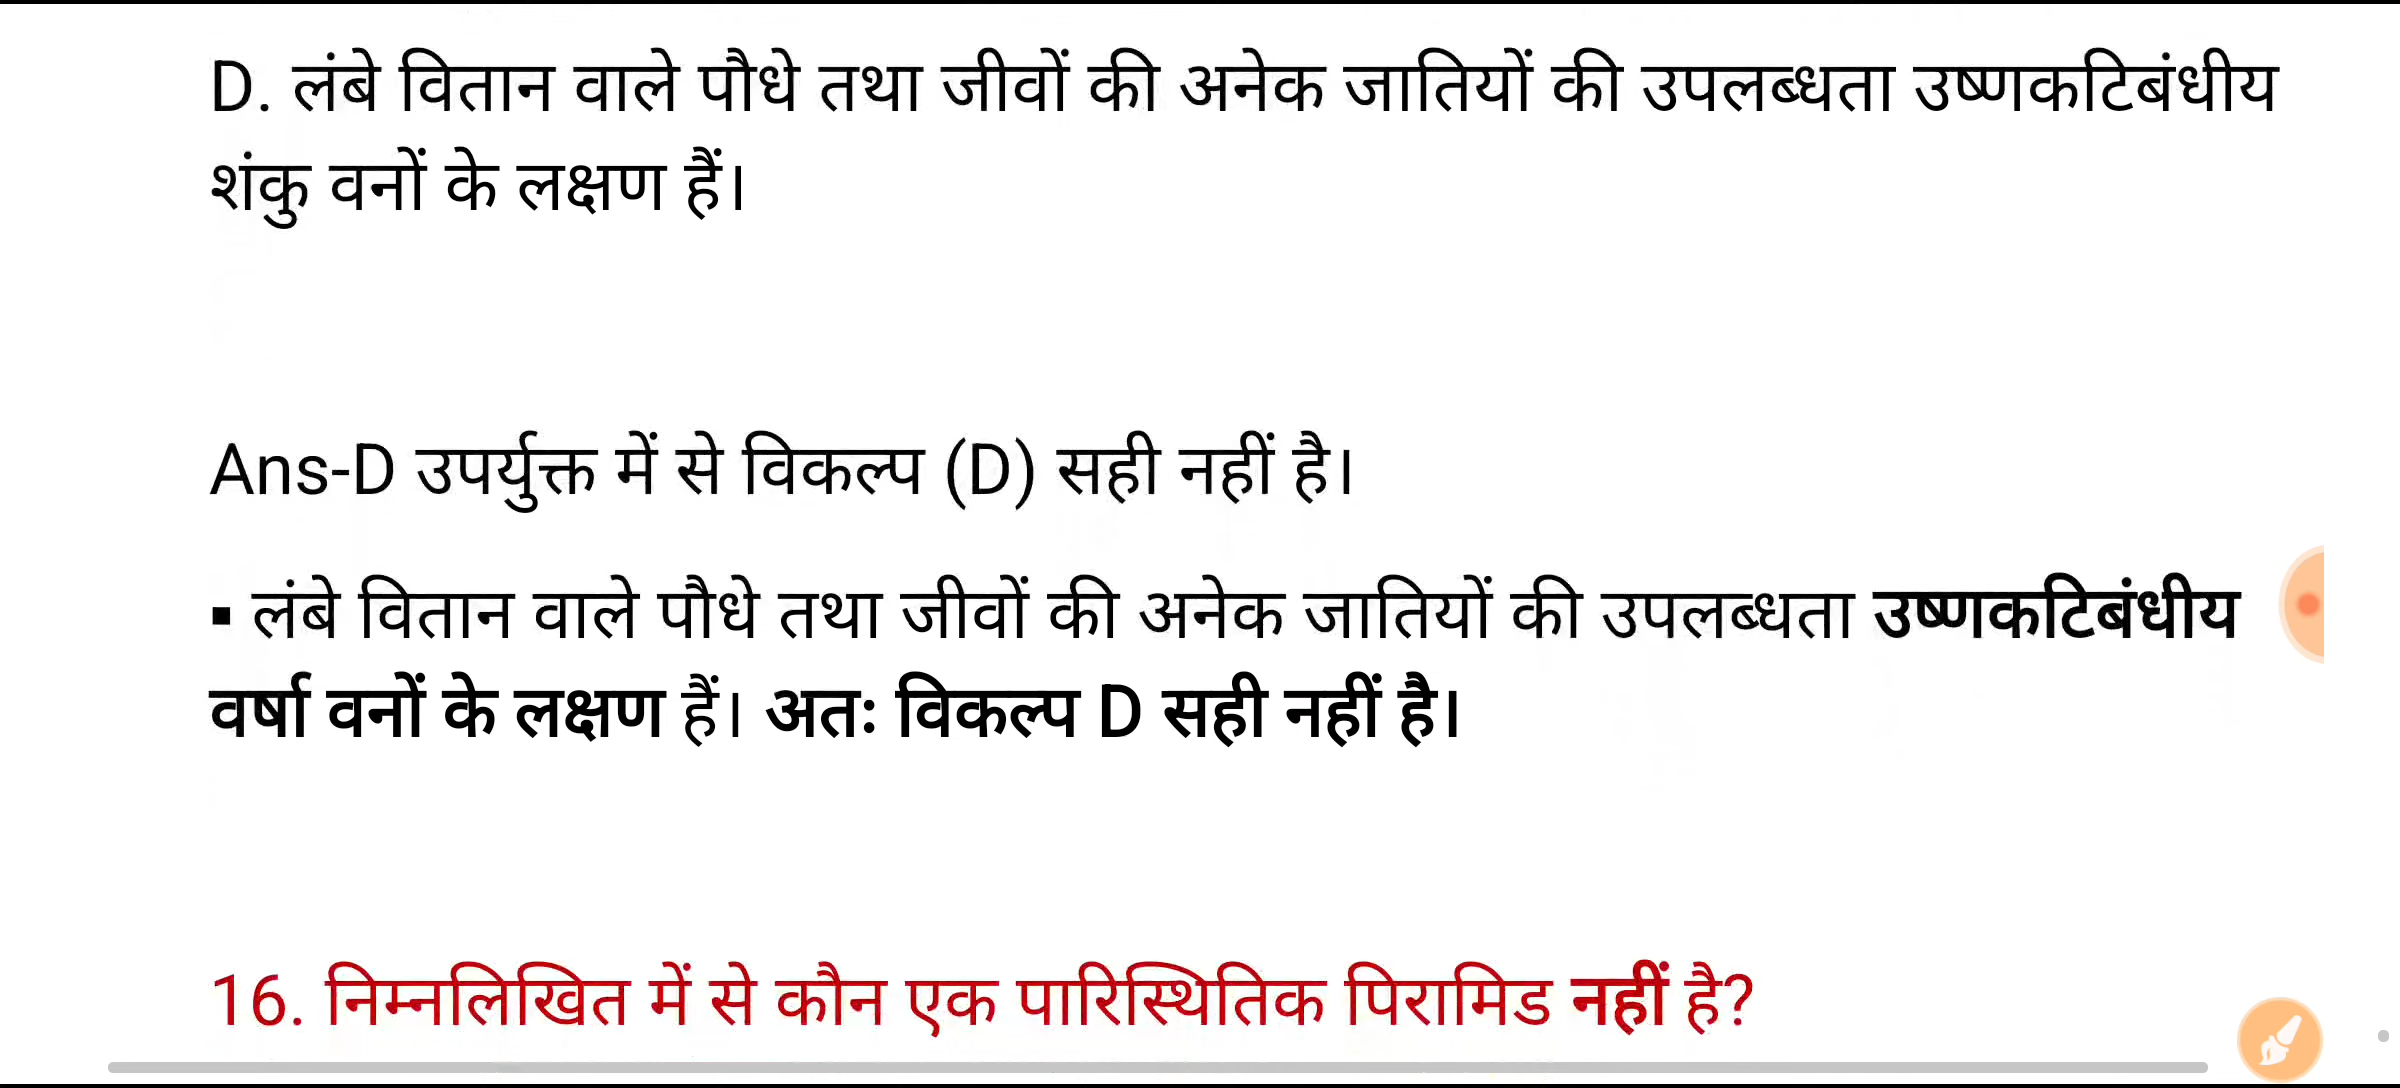 D. लंबे वितान वाले पौधे तथा जीवों की अनेक जातियों की उपलब्धता उष्णकटिबंधीय
शंकु वनों के लक्षण हैं।
Ans-D उपर्युक्त में से विकल्प (D) सही नहीं है।
▪ लंबे वितान वाले पौधे तथा जीवों की अनेक जातियों की उपलब्धता उष्णकटिबंधीय
वर्षा वनों के लक्षण हैं। अतः विकल्प D सही नहीं है।
16. निम्नलिखित में से कौन एक पारिस्थितिक पिरामिड नहीं है?